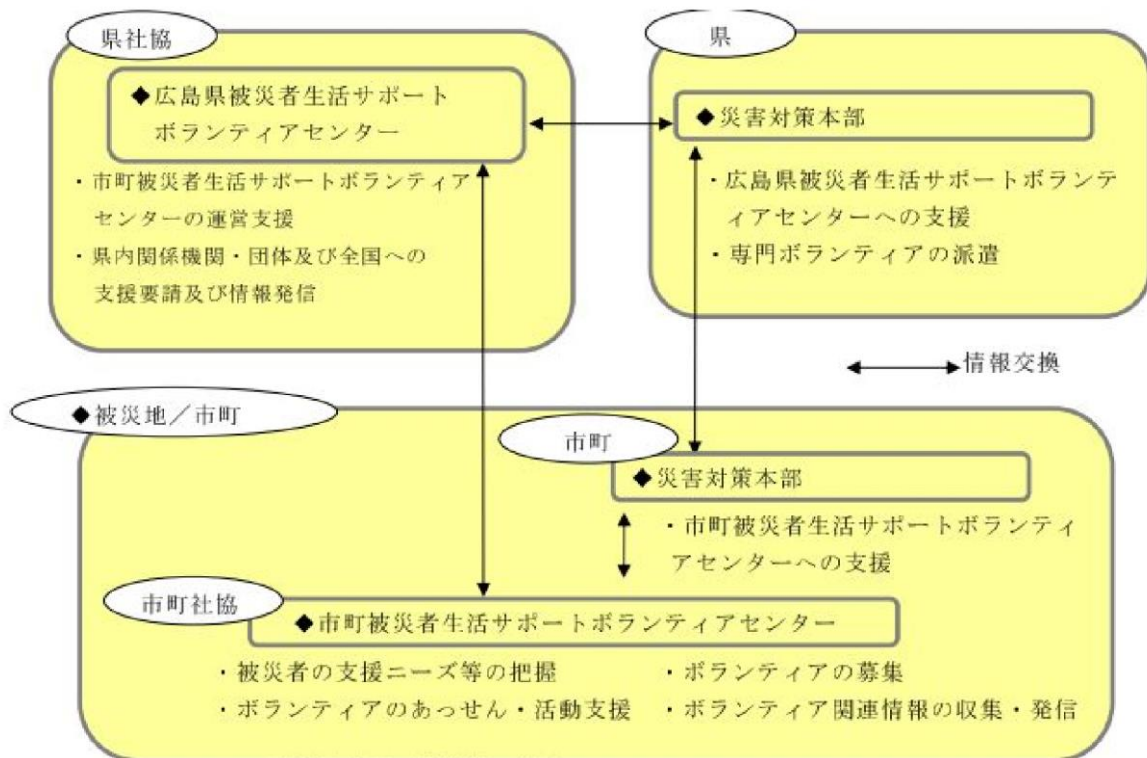 県社協
◆広島県被災者生活サポート
ボランティアセンター
・市町被災者生活サポートボランティア
センターの運営支援
・県内関係機関・団体及び全国への
支援要請及び情報発信
県
◆災害対策本部
・広島県被災者生活サポートボランテ
ィアセンターへの支援
・専門ボランティアの派遣
情報交換
◆被災地／市町
市町
◆災害対策本部
・市町被災者生活サポートボランティ
アセンターへの支援
市町社協
◆市町被災者生活サポートボランティアセンター
・被災者の支援ニーズ等の把握
・ボランティアの募集
・ボランティアのあっせん・活動支援
・ボランティア関連情報の収集・発信